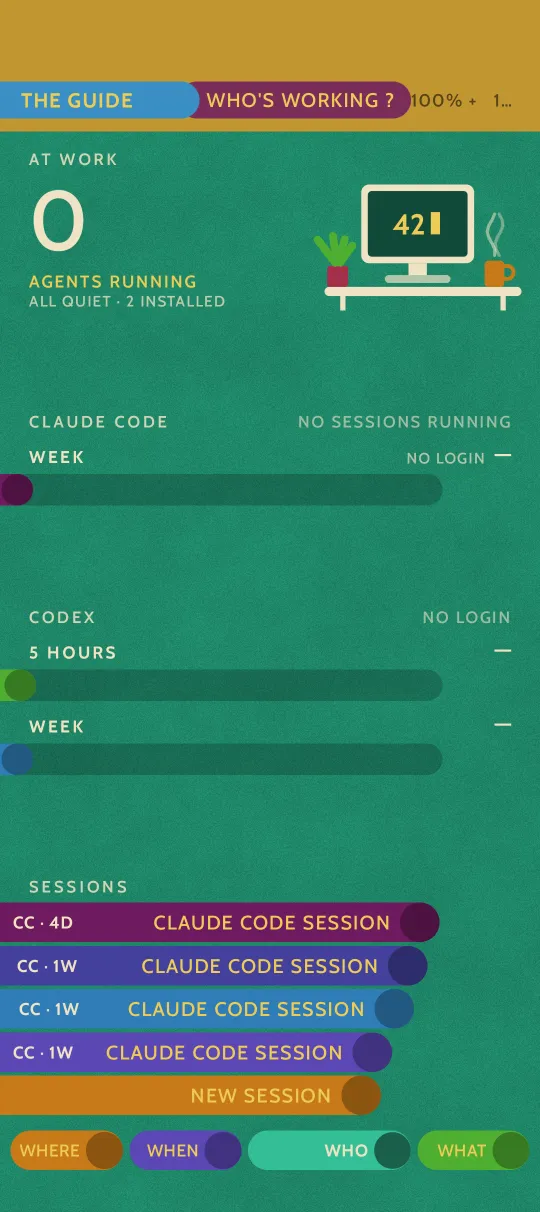 THE GUIDE
WHO'S WORKING ?
100% + 1…
AT WORK
0
42
AGENTS RUNNING
ALL QUIET · 2 INSTALLED
CLAUDE CODE
NO SESSIONS RUNNING
WEEK
NO LOGIN —
CODEX
NO LOGIN
5 HOURS
—
WEEK
—
SESSIONS
CC · 4D CLAUDE CODE SESSION
CC · 1W CLAUDE CODE SESSION
CC · 1W CLAUDE CODE SESSION
CC · 1W CLAUDE CODE SESSION
NEW SESSION
WHERE
WHEN
WHO
WHAT